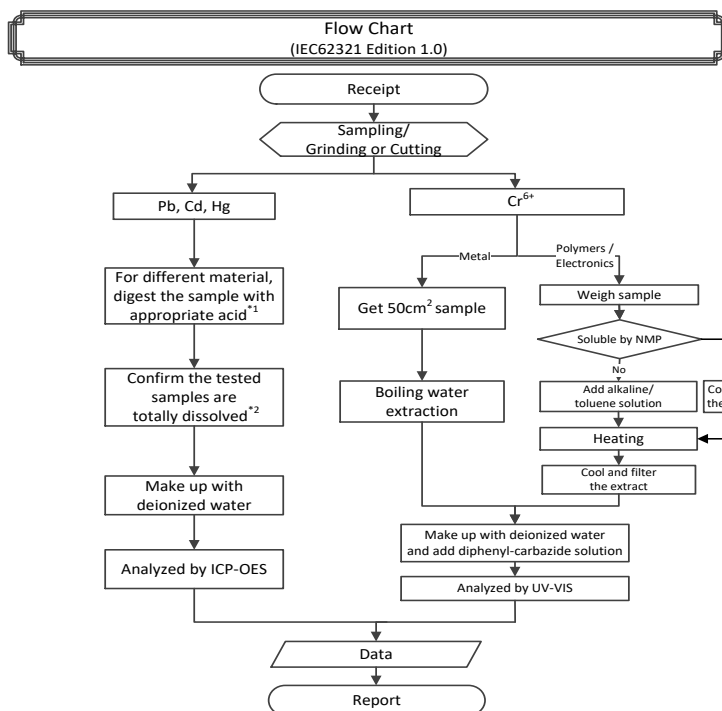 Flow Chart
(IEC62321 Edition 1.0)
Receipt
Sampling/
Grinding or Cutting
Pb, Cd, Hg
Cr6+
Metal
Polymers /
Electronics
For different material,
digest the sample with
appropriate acid*1
Get 50cm2 sample
Weigh sample
Soluble by NMP
No
Confirm the tested
samples are
totally dissolved*2
Boiling water
extraction
Add alkaline/
toluene solution
Heating
Cool and filter
the extract
Make up with
deionized water
Make up with deionized water
and add diphenyl-carbazide solution
Analyzed by ICP-OES
Analyzed by UV-VIS
Data
Report